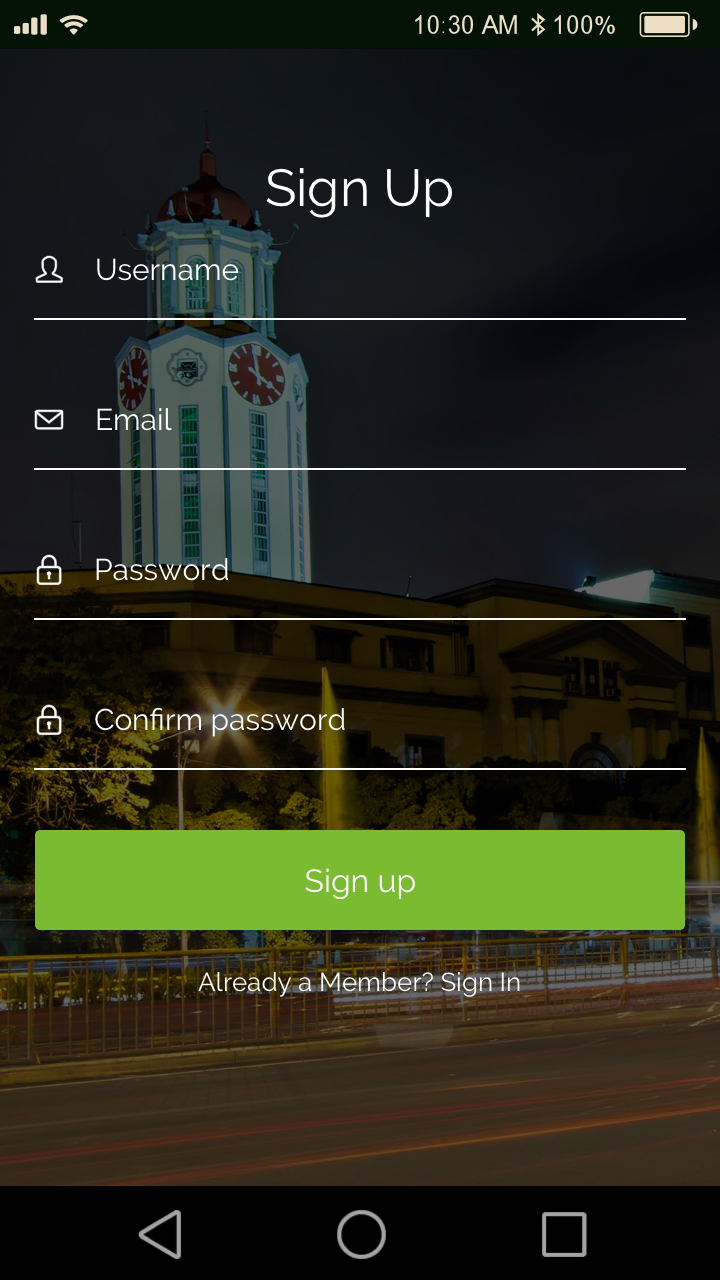 10:30 AM 100%
Sign Up
Username
Email
Password
Confirm password
Sign up
Already a Member? Sign In